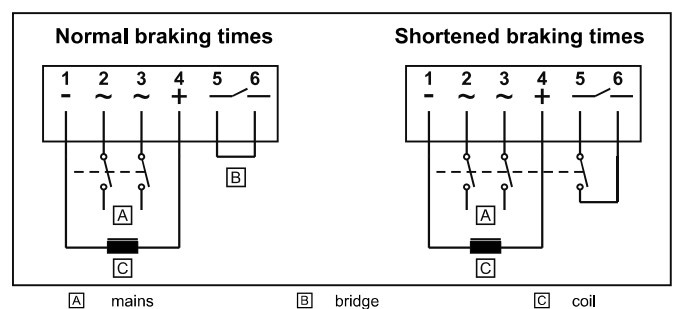 Normal braking times
Shortened braking times
1 2 3 4 5 6
- ~ ~ +
1 2 3 4 5 6
- ~ ~ +
B
A
A
C
C
A mains
B bridge
C coil